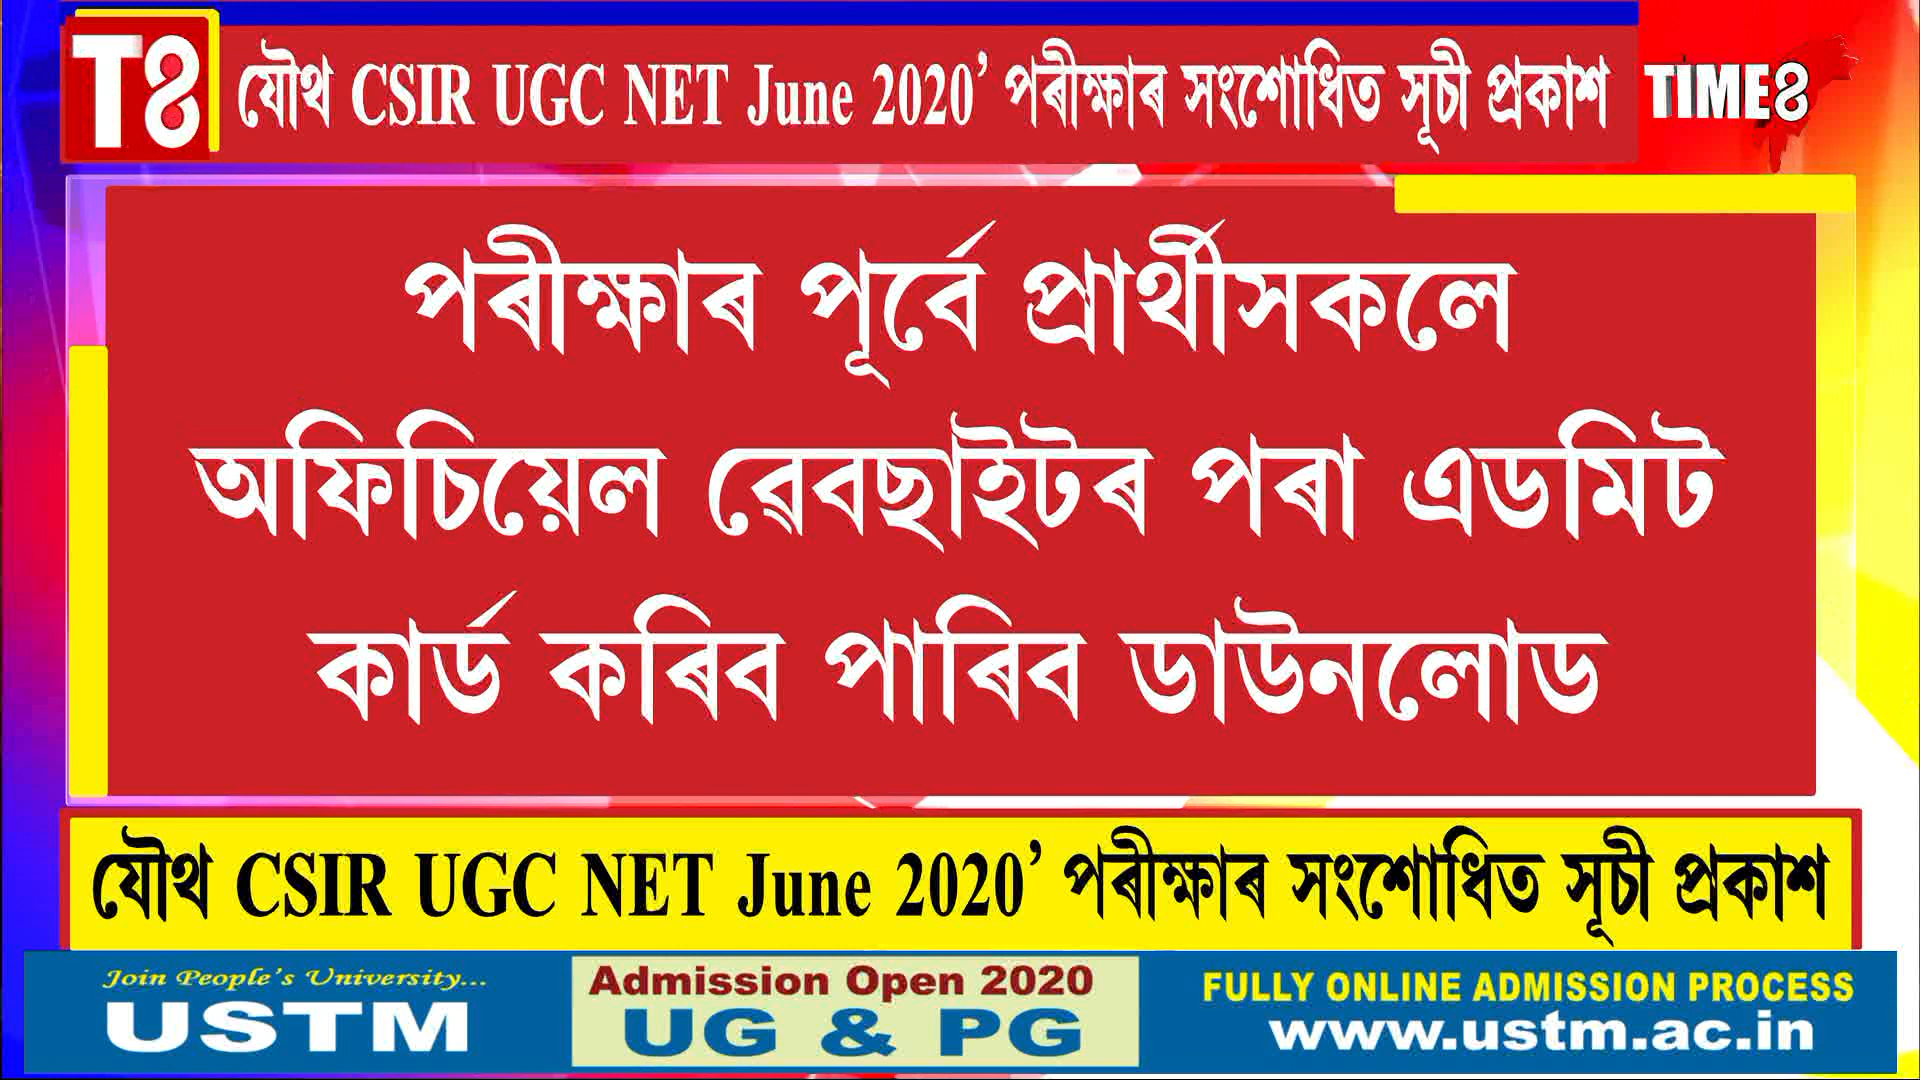 T8 যৌথ CSIR UGC NET June 2020’ পৰীক্ষাৰ সংশোধিত সূচী প্ৰকাশ TIME8
পৰীক্ষাৰ পূৰ্বে প্ৰাৰ্থীসকলে
অফিচিয়েল ৱেবছাইটৰ পৰা এডমিট
কাৰ্ড কৰিব পাৰিব ডাউনলোড
যৌথ CSIR UGC NET June 2020’ পৰীক্ষাৰ সংশোধিত সূচী প্ৰকাশ
Join People's University...
USTM
Admission Open 2020
UG & PG
FULLY ONLINE ADMISSION PROCESS
www.ustm.ac.in